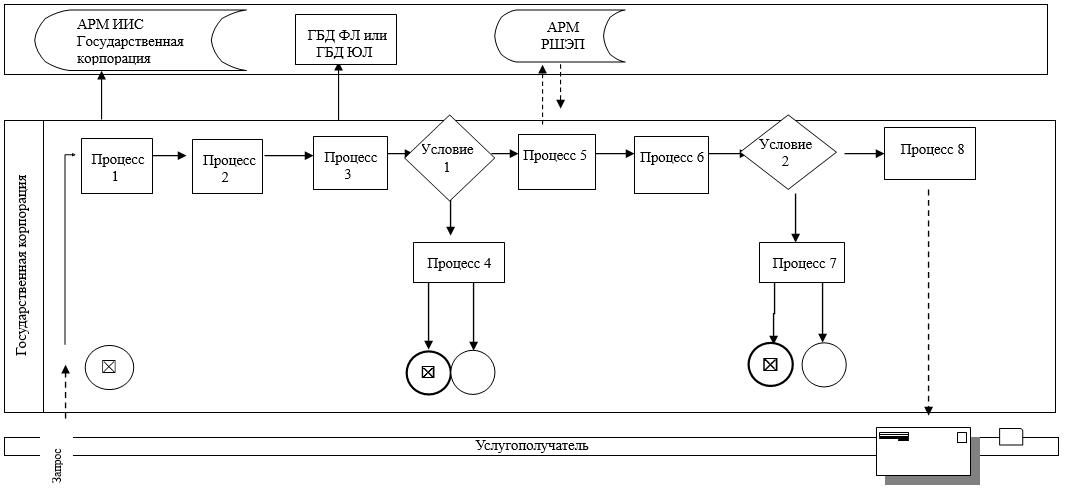 АРМ ИИС
Государственная
корпорация
ГБД ФЛ или
ГБД ЮЛ
АРМ
РШЭП
Государственная корпорация
Процесс
1
Процесс
2
Процесс
3
Условие
1
Процесс 5
Процесс 6
Условие
2
Процесс 8
Процесс 4
Процесс 7
Запрос
Услугополучатель